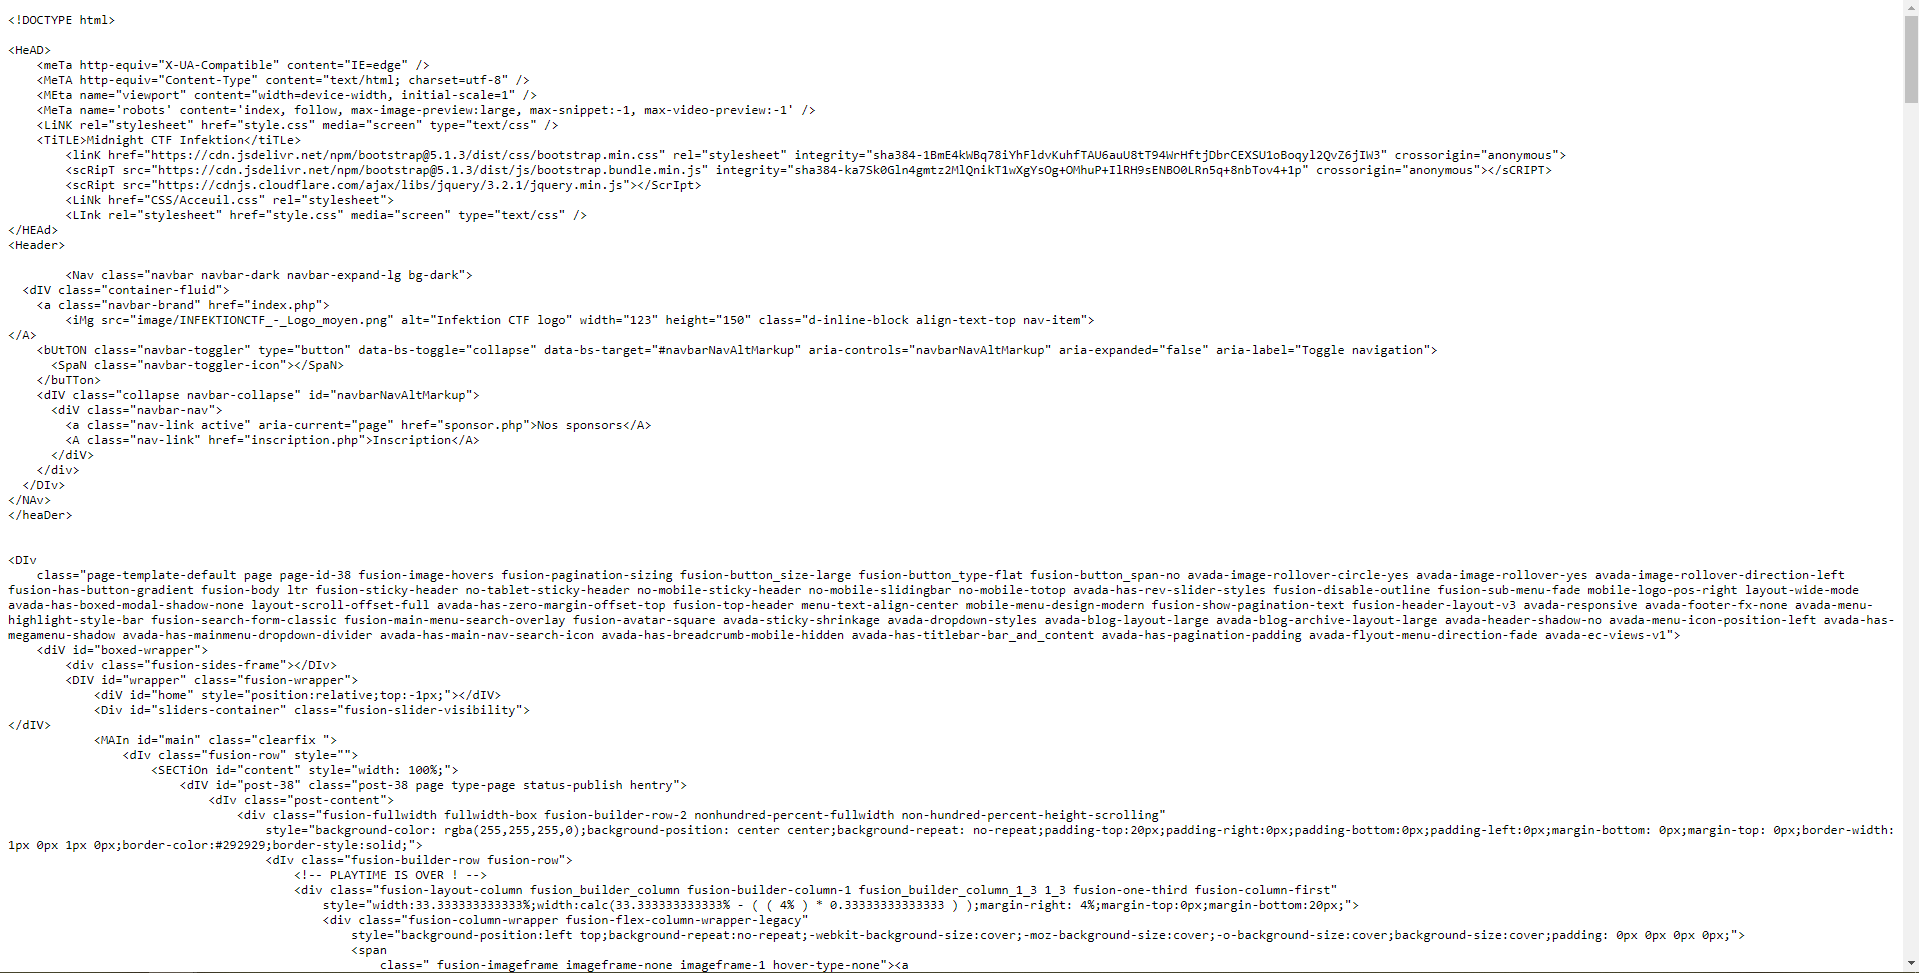 <!DOCTYPE html>
<HeAD>
<meTa http-equiv="X-UA-Compatible" content="IE=edge" />
<MeTA http-equiv="Content-Type" content="text/html; charset=utf-8" />
<MEta name="viewport" content="width=device-width, initial-scale=1" />
<MeTa name='robots' content='index, follow, max-image-preview:large, max-snippet:-1, max-video-preview:-1' />
<LiNK rel="stylesheet" href="style.css" media="screen" type="text/css" />
<TiTLE>Midnight CTF Infektion</tiTLe>
<linK href="https://cdn.jsdelivr.net/npm/bootstrap@5.1.3/dist/css/bootstrap.min.css" rel="stylesheet" integrity="sha384-1BmE4kWBq78iYhFldvKuhfTAU6auU8tT94WrHftjDbrCEXSU1oBoqyl2QvZ6jIW3" crossorigin="anonymous">
<scRipT src="https://cdn.jsdelivr.net/npm/bootstrap@5.1.3/dist/js/bootstrap.bundle.min.js" integrity="sha384-ka7Sk0Gln4gmtz2MlQnikT1wXgYsOg+OMhuP+IlRH9sENBO0LRn5q+8nbTov4+1p" crossorigin="anonymous"></sCRIPT>
<scRipt src="https://cdnjs.cloudflare.com/ajax/libs/jquery/3.2.1/jquery.min.js"></ScrIpt>
<LiNk href="CSS/Acceuil.css" rel="stylesheet">
<LInk rel="stylesheet" href="style.css" media="screen" type="text/css" />
</HEAd>
<Header>
<Nav class="navbar navbar-dark navbar-expand-lg bg-dark">
<dIV class="container-fluid">
<a class="navbar-brand" href="index.php">
<iMg src="image/INFEKTIONCTF_-_Logo_moyen.png" alt="Infektion CTF logo" width="123" height="150" class="d-inline-block align-text-top nav-item">
</A>
<bUtTON class="navbar-toggler" type="button" data-bs-toggle="collapse" data-bs-target="#navbarNavAltMarkup" aria-controls="navbarNavAltMarkup" aria-expanded="false" aria-label="Toggle navigation">
<SpaN class="navbar-toggler-icon"></SpaN>
</buTTon>
<dIV class="collapse navbar-collapse" id="navbarNavAltMarkup">
<diV class="navbar-nav">
<a class="nav-link active" aria-current="page" href="sponsor.php">Nos sponsors</A>
<A class="nav-link" href="inscription.php">Inscription</A>
</diV>
</div>
</DIv>
</NAv>
</heaDer>
<DIv
class="page-template-default page page-id-38 fusion-image-hovers fusion-pagination-sizing fusion-button_size-large fusion-button_type-flat fusion-button_span-no avada-image-rollover-circle-yes avada-image-rollover-yes avada-image-rollover-direction-left
fusion-has-button-gradient fusion-body ltr fusion-sticky-header no-tablet-sticky-header no-mobile-sticky-header no-mobile-slidingbar no-mobile-totop avada-has-rev-slider-styles fusion-disable-outline fusion-sub-menu-fade mobile-logo-pos-right layout-wide-mode
avada-has-boxed-modal-shadow-none layout-scroll-offset-full avada-has-zero-margin-offset-top fusion-top-header menu-text-align-center mobile-menu-design-modern fusion-show-pagination-text fusion-header-layout-v3 avada-responsive avada-footer-fx-none avada-menu-
highlight-style-bar fusion-search-form-classic fusion-main-menu-search-overlay fusion-avatar-square avada-sticky-shrinkage avada-dropdown-styles avada-blog-layout-large avada-blog-archive-layout-large avada-header-shadow-no avada-menu-icon-position-left avada-has-
megamenu-shadow avada-has-mainmenu-dropdown-divider avada-has-main-nav-search-icon avada-has-breadcrumb-mobile-hidden avada-has-titlebar-bar_and_content avada-has-pagination-padding avada-flyout-menu-direction-fade avada-ec-views-v1">
<diV id="boxed-wrapper">
<div class="fusion-sides-frame"></DIv>
<DIV id="wrapper" class="fusion-wrapper">
<diV id="home" style="position:relative;top:-1px;"></dIV>
<Div id="sliders-container" class="fusion-slider-visibility">
</dIV>
<MAIn id="main" class="clearfix ">
<dIv class="fusion-row" style="">
<SECTiOn id="content" style="width: 100%;">
<dIV id="post-38" class="post-38 page type-page status-publish hentry">
<dIv class="post-content">
<div class="fusion-fullwidth fullwidth-box fusion-builder-row-2 nonhundred-percent-fullwidth non-hundred-percent-height-scrolling"
style="background-color: rgba(255,255,255,0);background-position: center center;background-repeat: no-repeat;padding-top:20px;padding-right:0px;padding-bottom:0px;padding-left:0px;margin-bottom: 0px;margin-top: 0px;border-width:
1px 0px 1px 0px;border-color:#292929;border-style:solid;">
<dIv class="fusion-builder-row fusion-row">
<!-- PLAYTIME IS OVER ! -->
<div class="fusion-layout-column fusion_builder_column fusion-builder-column-1 fusion_builder_column_1_3 1_3 fusion-one-third fusion-column-first"
style="width:33.333333333333%;width:calc(33.333333333333% - ( ( 4% ) * 0.33333333333333 ) );margin-right: 4%;margin-top:0px;margin-bottom:20px;">
<div class="fusion-column-wrapper fusion-flex-column-wrapper-legacy"
style="background-position:left top;background-repeat:no-repeat;-webkit-background-size:cover;-moz-background-size:cover;-o-background-size:cover;background-size:cover;padding: 0px 0px 0px 0px;">
<span
class=" fusion-imageframe imageframe-none imageframe-1 hover-type-none"><a